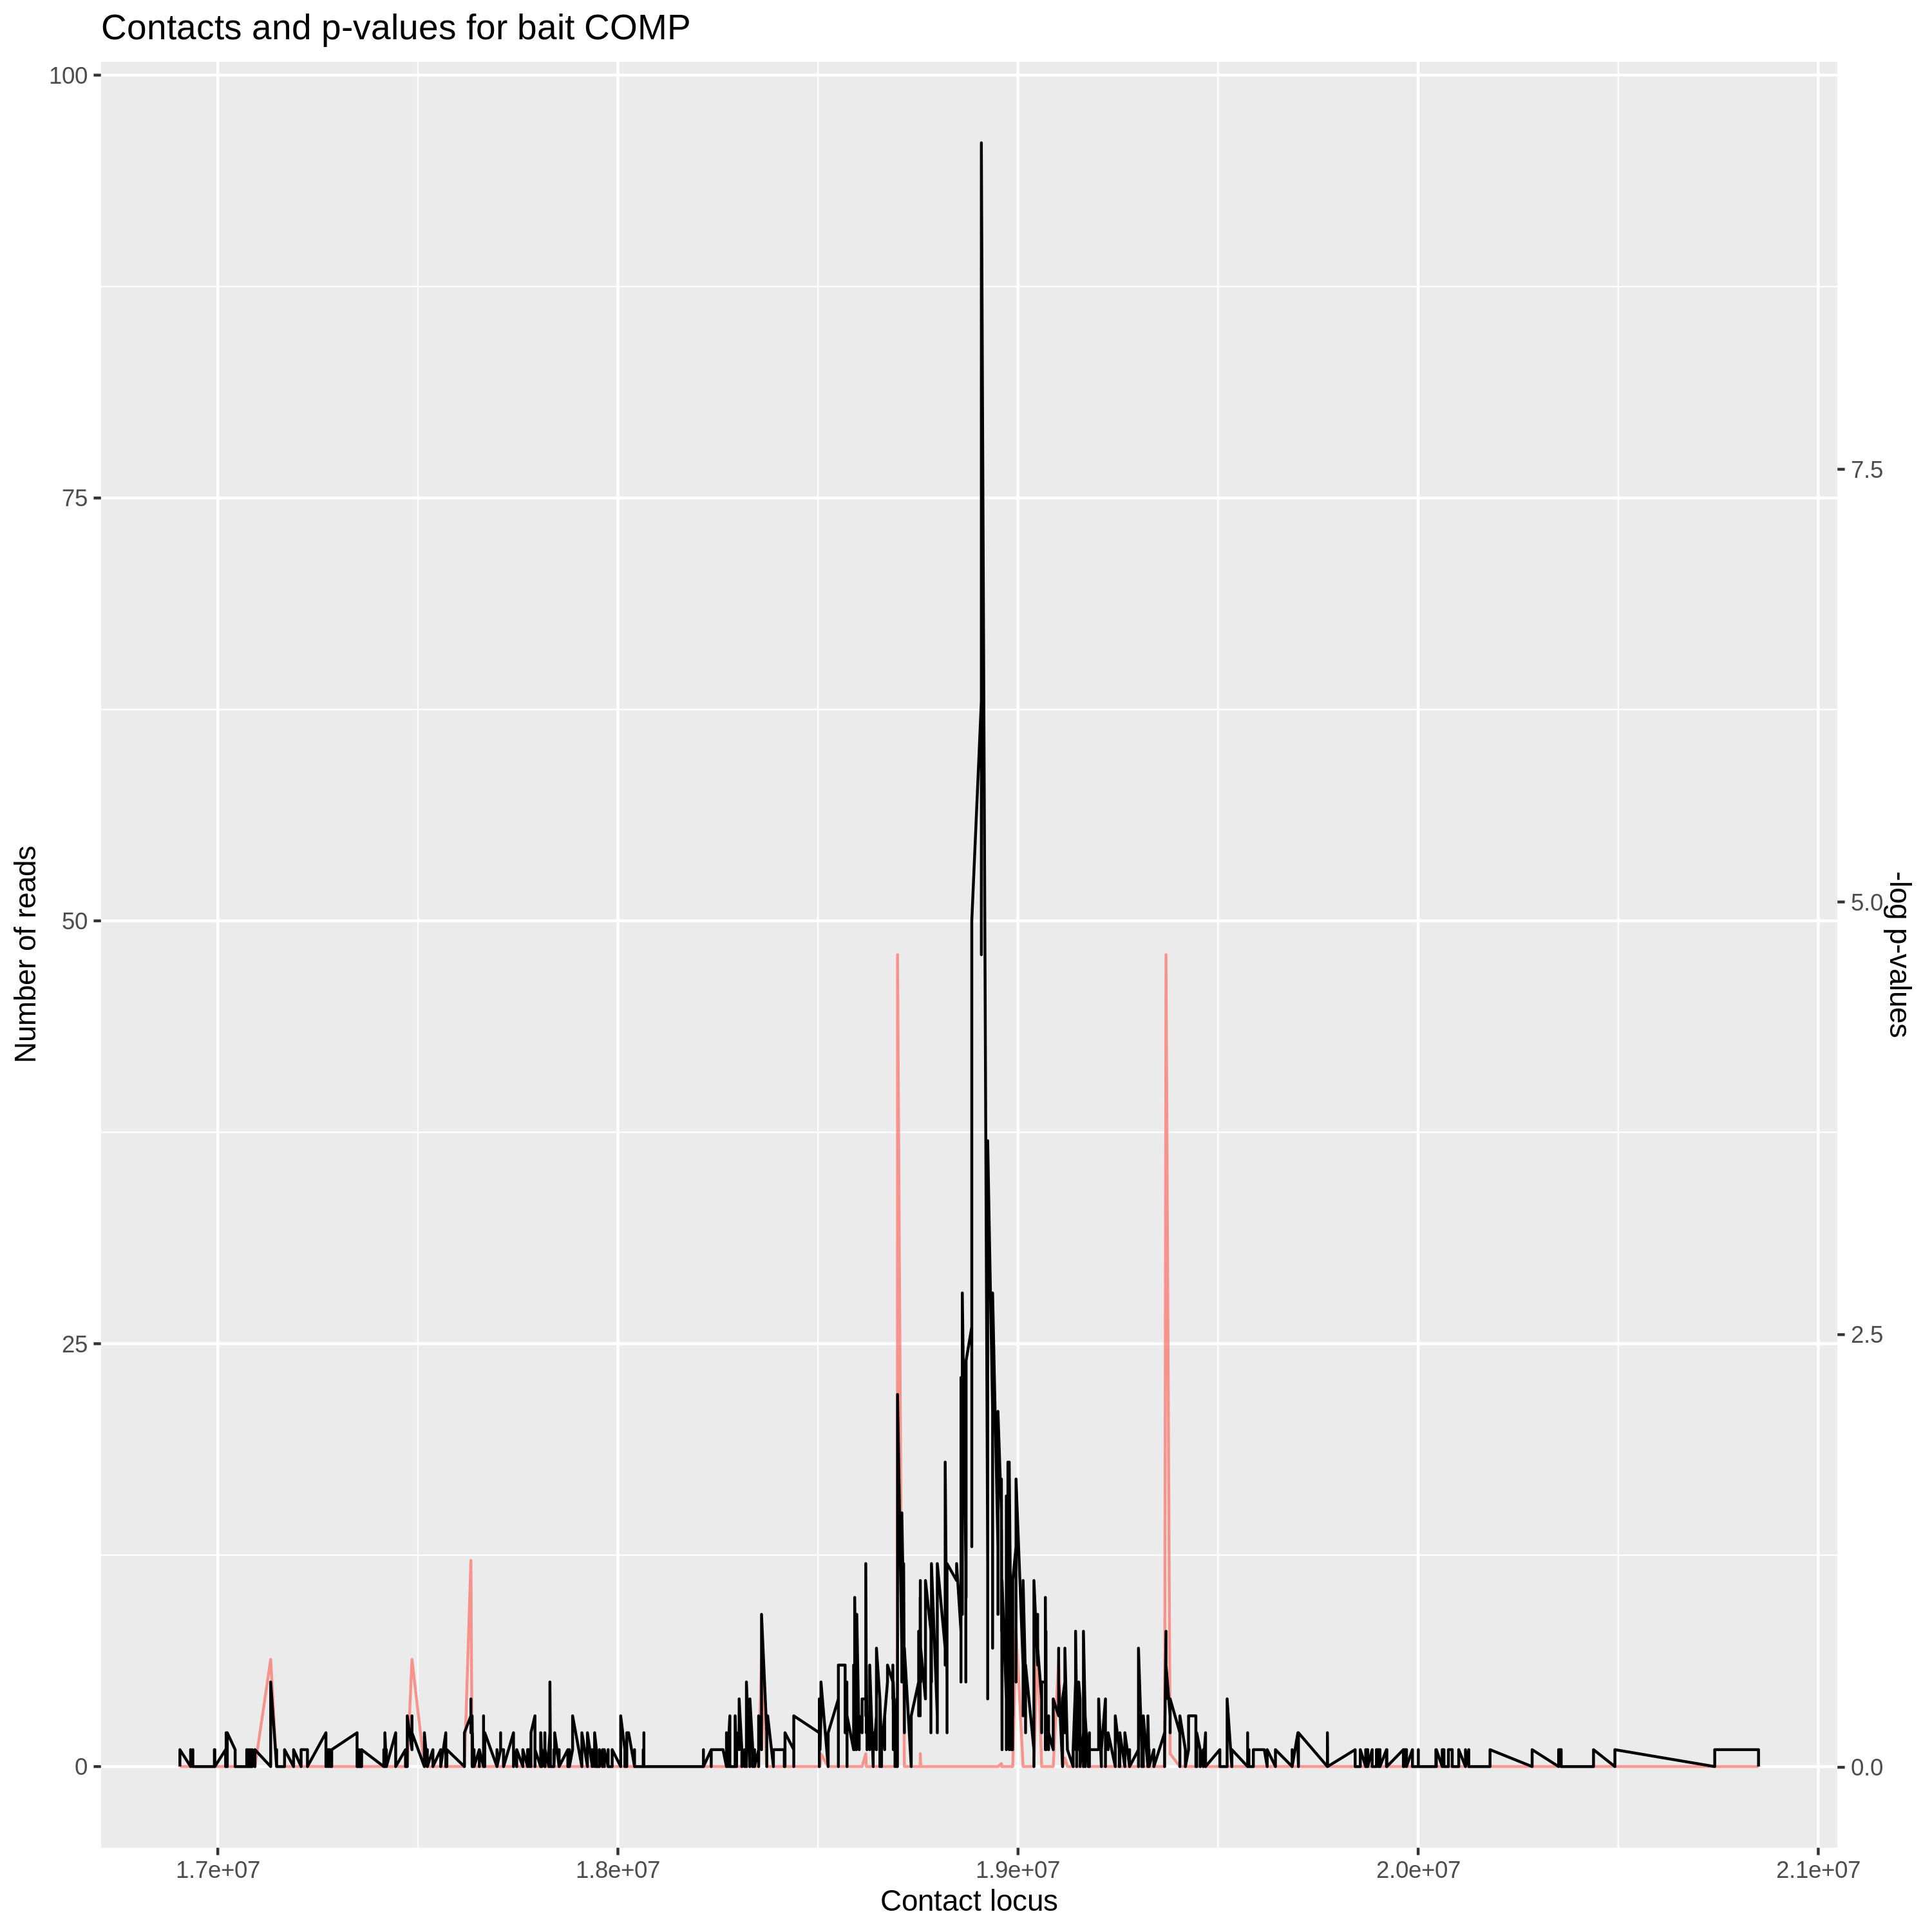 Contacts and p-values for bait COMP
100
75
50
25
0
Number of reads
7.5
5.0
2.5
0.0
-log p-values
1.7e+07 1.8e+07 1.9e+07 2.0e+07 2.1e+07
Contact locus